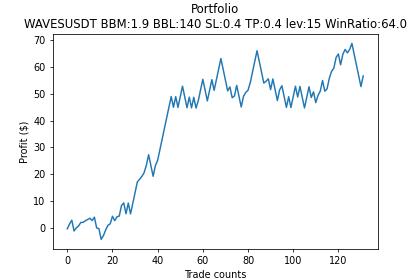 Portfolio
WAVESUSDT BBM:1.9 BBL:140 SL:0.4 TP:0.4 lev:15 WinRatio:64.0
70
60
50
40
30
20
10
0
Profit ($)
0 20 40 60 80 100 120
Trade counts